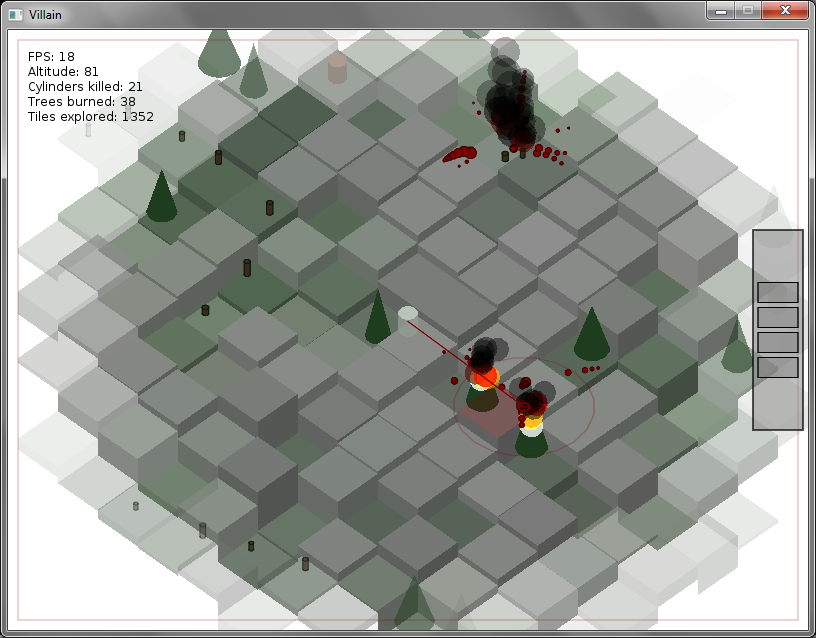 Villain
FPS: 18
Altitude: 81
Cylinders killed: 21
Trees burned: 38
Tiles explored: 1352